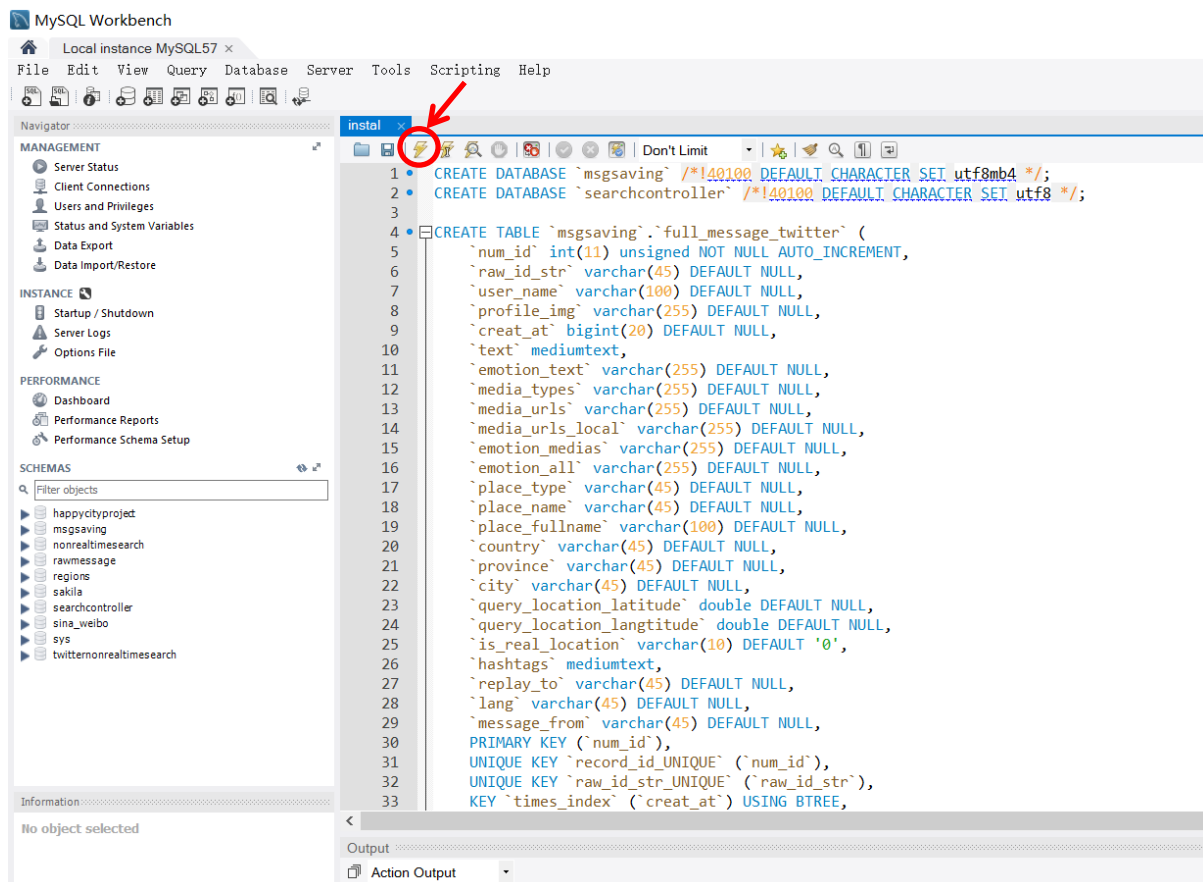 MySQL Workbench
Local instance MySQL57 ×
File Edit View Query Database Server Tools Scripting Help
Navigator
MANAGEMENT
Server Status
Client Connections
Users and Privileges
Status and System Variables
Data Export
Data Import/Restore
INSTANCE
Startup / Shutdown
Server Logs
Options File
PERFORMANCE
Dashboard
Performance Reports
Performance Schema Setup
SCHEMAS
Filter objects
happycityproject
msgsaving
nonrealtimesearch
rawmessage
regions
sakila
searchcontroller
sina_weibo
sys
twitternonrealtimesearch
Information
No object selected
instal ×
Don't Limit
1 CREATE DATABASE `msgsaving` /*!40100 DEFAULT CHARACTER SET utf8mb4 */;
2 CREATE DATABASE `searchcontroller` /*!40100 DEFAULT CHARACTER SET utf8 */;
3
4 CREATE TABLE `msgsaving`.`full_message_twitter` (
5 `num_id` int(11) unsigned NOT NULL AUTO_INCREMENT,
6 `raw_id_str` varchar(45) DEFAULT NULL,
7 `user_name` varchar(100) DEFAULT NULL,
8 `profile_img` varchar(255) DEFAULT NULL,
9 `creat_at` bigint(20) DEFAULT NULL,
10 `text` mediumtext,
11 `emotion_text` varchar(255) DEFAULT NULL,
12 `media_types` varchar(255) DEFAULT NULL,
13 `media_urls` varchar(255) DEFAULT NULL,
14 `media_urls_local` varchar(255) DEFAULT NULL,
15 `emotion_medias` varchar(255) DEFAULT NULL,
16 `emotion_all` varchar(255) DEFAULT NULL,
17 `place_type` varchar(45) DEFAULT NULL,
18 `place_name` varchar(45) DEFAULT NULL,
19 `place_fullname` varchar(100) DEFAULT NULL,
20 `country` varchar(45) DEFAULT NULL,
21 `province` varchar(45) DEFAULT NULL,
22 `city` varchar(45) DEFAULT NULL,
23 `query_location_latitude` double DEFAULT NULL,
24 `query_location_langtitude` double DEFAULT NULL,
25 `is_real_location` varchar(10) DEFAULT '0',
26 `hashtags` mediumtext,
27 `replay_to` varchar(45) DEFAULT NULL,
28 `lang` varchar(45) DEFAULT NULL,
29 `message_from` varchar(45) DEFAULT NULL,
30 PRIMARY KEY (`num_id`),
31 UNIQUE KEY `record_id_UNIQUE` (`num_id`),
32 UNIQUE KEY `raw_id_str_UNIQUE` (`raw_id_str`),
33 KEY `times_index` (`creat_at`) USING BTREE,
Output
Action Output